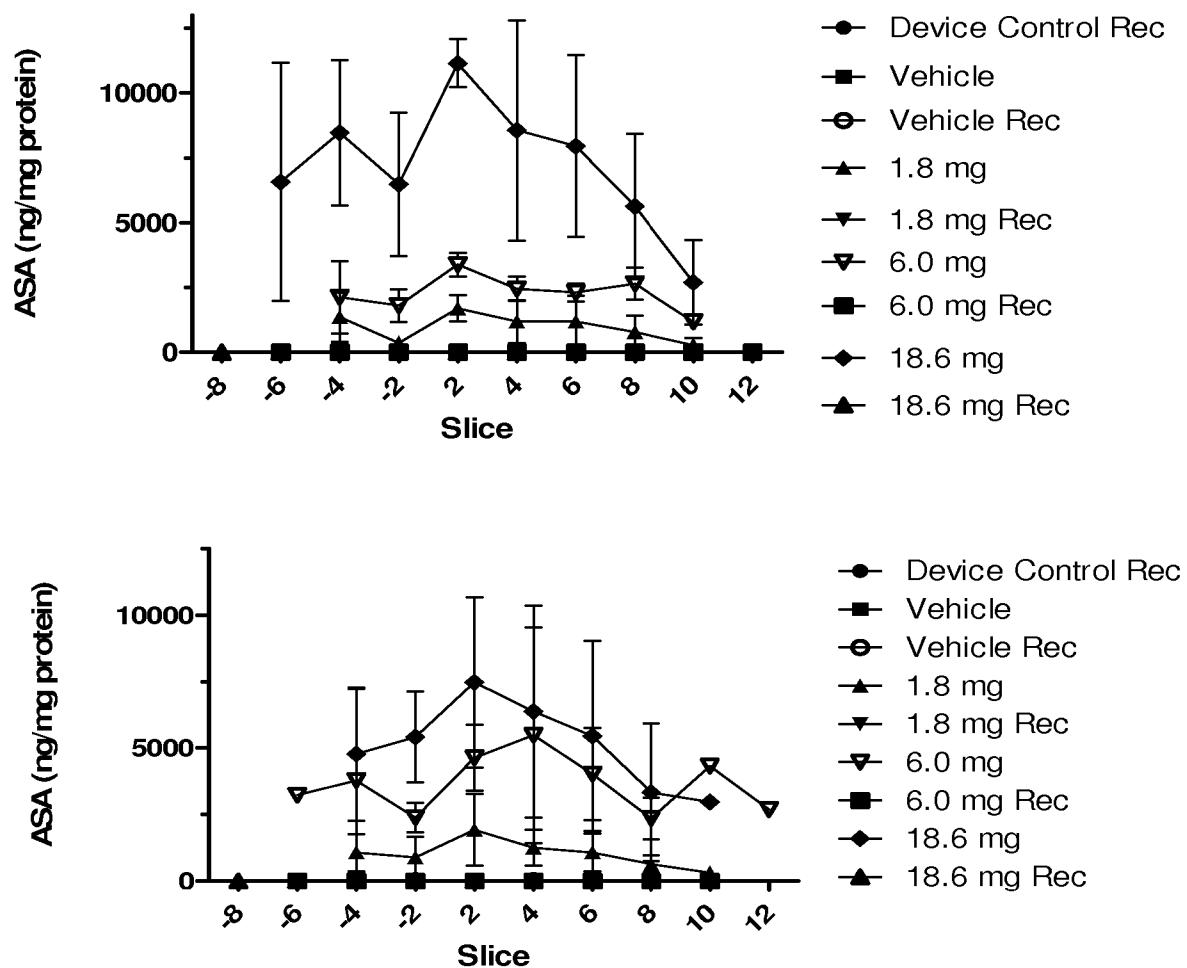 ASA (ng/mg protein)
10000
5000
0
-8 -6 -4 -2 2 4 6 8 10 12
Slice
Device Control Rec
Vehicle
Vehicle Rec
1.8 mg
1.8 mg Rec
6.0 mg
6.0 mg Rec
18.6 mg
18.6 mg Rec
ASA (ng/mg protein)
10000
5000
0
-8 -6 -4 -2 2 4 6 8 10 12
Slice
Device Control Rec
Vehicle
Vehicle Rec
1.8 mg
1.8 mg Rec
6.0 mg
6.0 mg Rec
18.6 mg
18.6 mg Rec